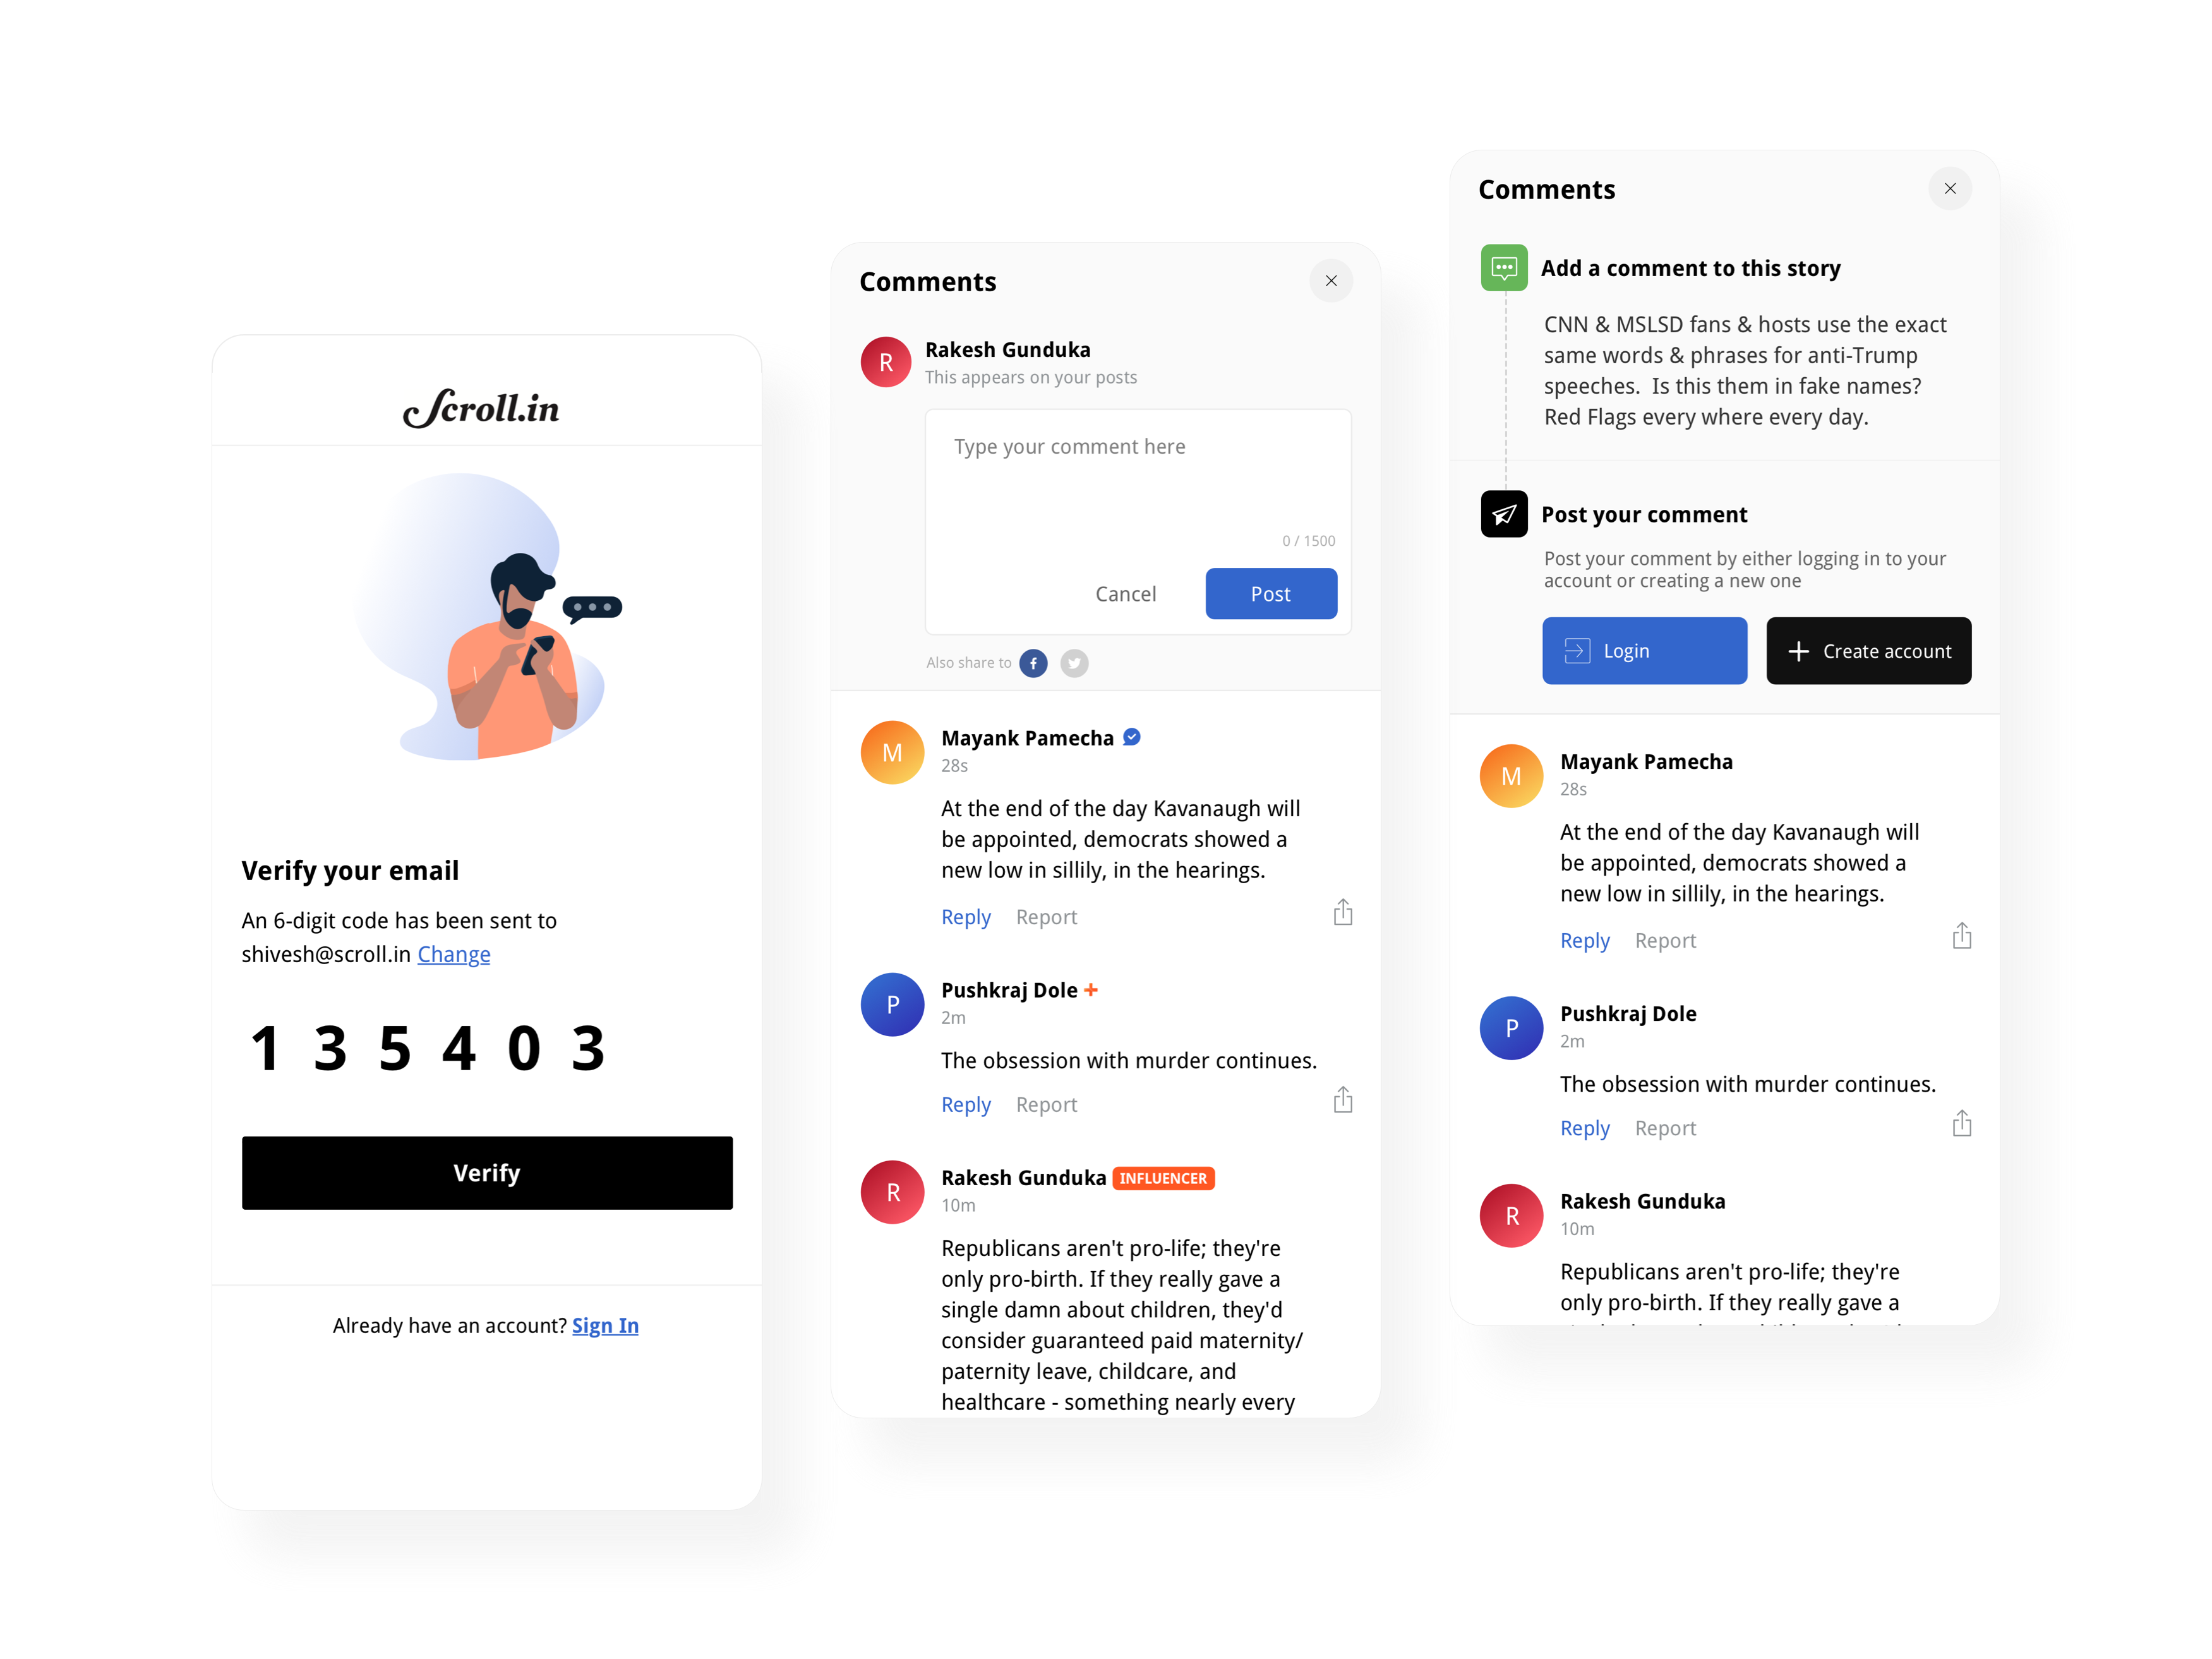 Scroll.in
Verify your email
An 6-digit code has been sent to
shivesh@scroll.in Change
1 3 5 4 0 3
Verify
Already have an account? Sign In
Comments
R
Rakesh Gunduka
This appears on your posts
Type your comment here
0 / 1500
Cancel
Post
Also share to
M
Mayank Pamecha
28s
At the end of the day Kavanaugh will
be appointed, democrats showed a
new low in sillily, in the hearings.
Reply Report
P
Pushkraj Dole
2m
The obsession with murder continues.
Reply Report
R
Rakesh Gunduka INFLUENCER
10m
Republicans aren't pro-life; they're
only pro-birth. If they really gave a
single damn about children, they'd
consider guaranteed paid maternity/
paternity leave, childcare, and
healthcare - something nearly every
Comments
Add a comment to this story
CNN & MSLSD fans & hosts use the exact
same words & phrases for anti-Trump
speeches.  Is this them in fake names?
Red Flags every where every day.
Post your comment
Post your comment by either logging in to your
account or creating a new one
Login
Create account
M
Mayank Pamecha
28s
At the end of the day Kavanaugh will
be appointed, democrats showed a
new low in sillily, in the hearings.
Reply Report
P
Pushkraj Dole
2m
The obsession with murder continues.
Reply Report
R
Rakesh Gunduka
10m
Republicans aren't pro-life; they're
only pro-birth. If they really gave a